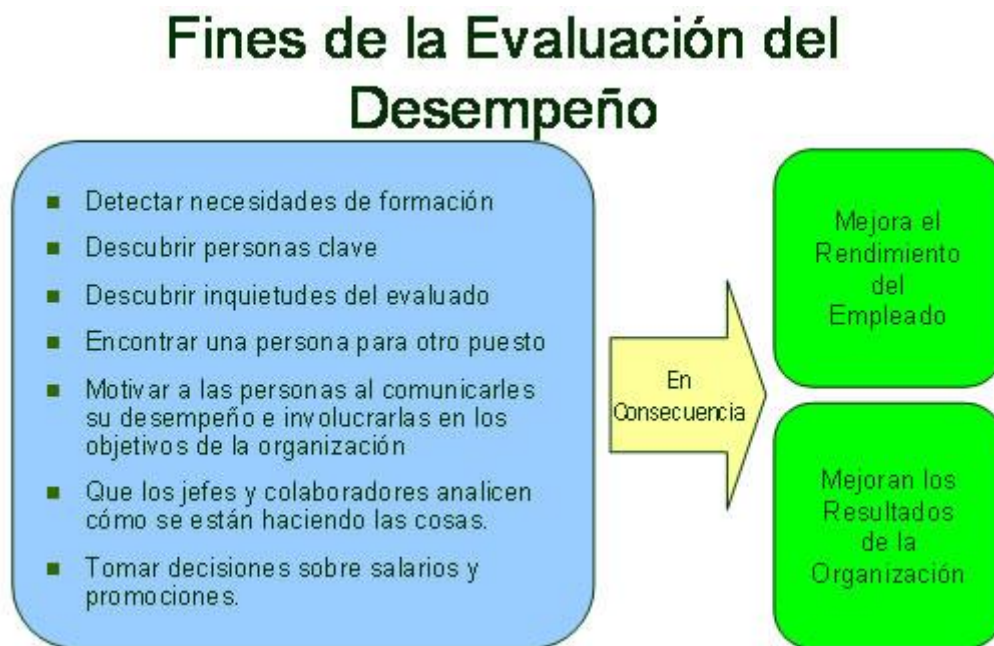 Fines de la Evaluación del
Desempeño
■ Detectar necesidades de formación
■ Descubrir personas clave
■ Descubrir inquietudes del evaluado
■ Encontrar una persona para otro puesto
■ Motivar a las personas al comunicarles
su desempeño e involucrarlas en los
objetivos de la organización
■ Que los jefes y colaboradores analicen
cómo se están haciendo las cosas.
■ Tomar decisiones sobre salarios y
promociones.
En
Consecuencia
Mejora el
Rendimiento
del
Empleado
Mejoran los
Resultados
de la
Organización